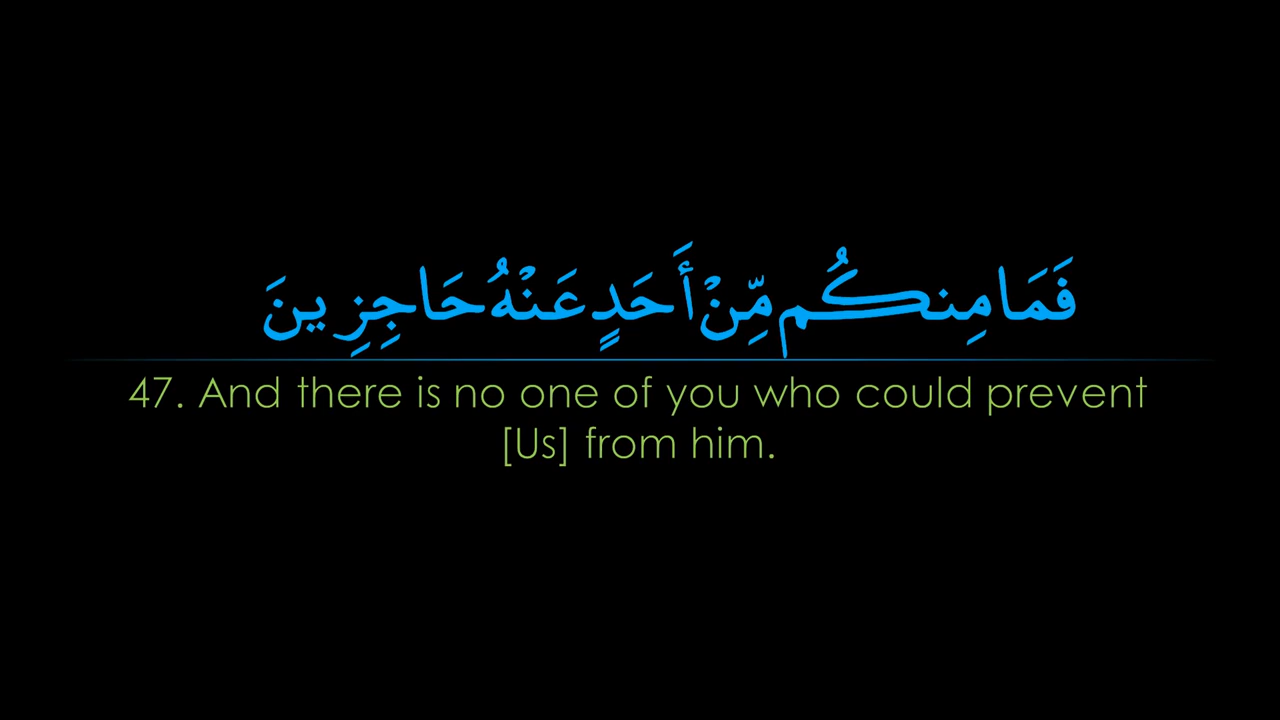 فَمَا مِنكُم مِّنْ أَحَدٍ عَنْهُ حَاجِزِينَ
47. And there is no one of you who could prevent
[Us] from him.